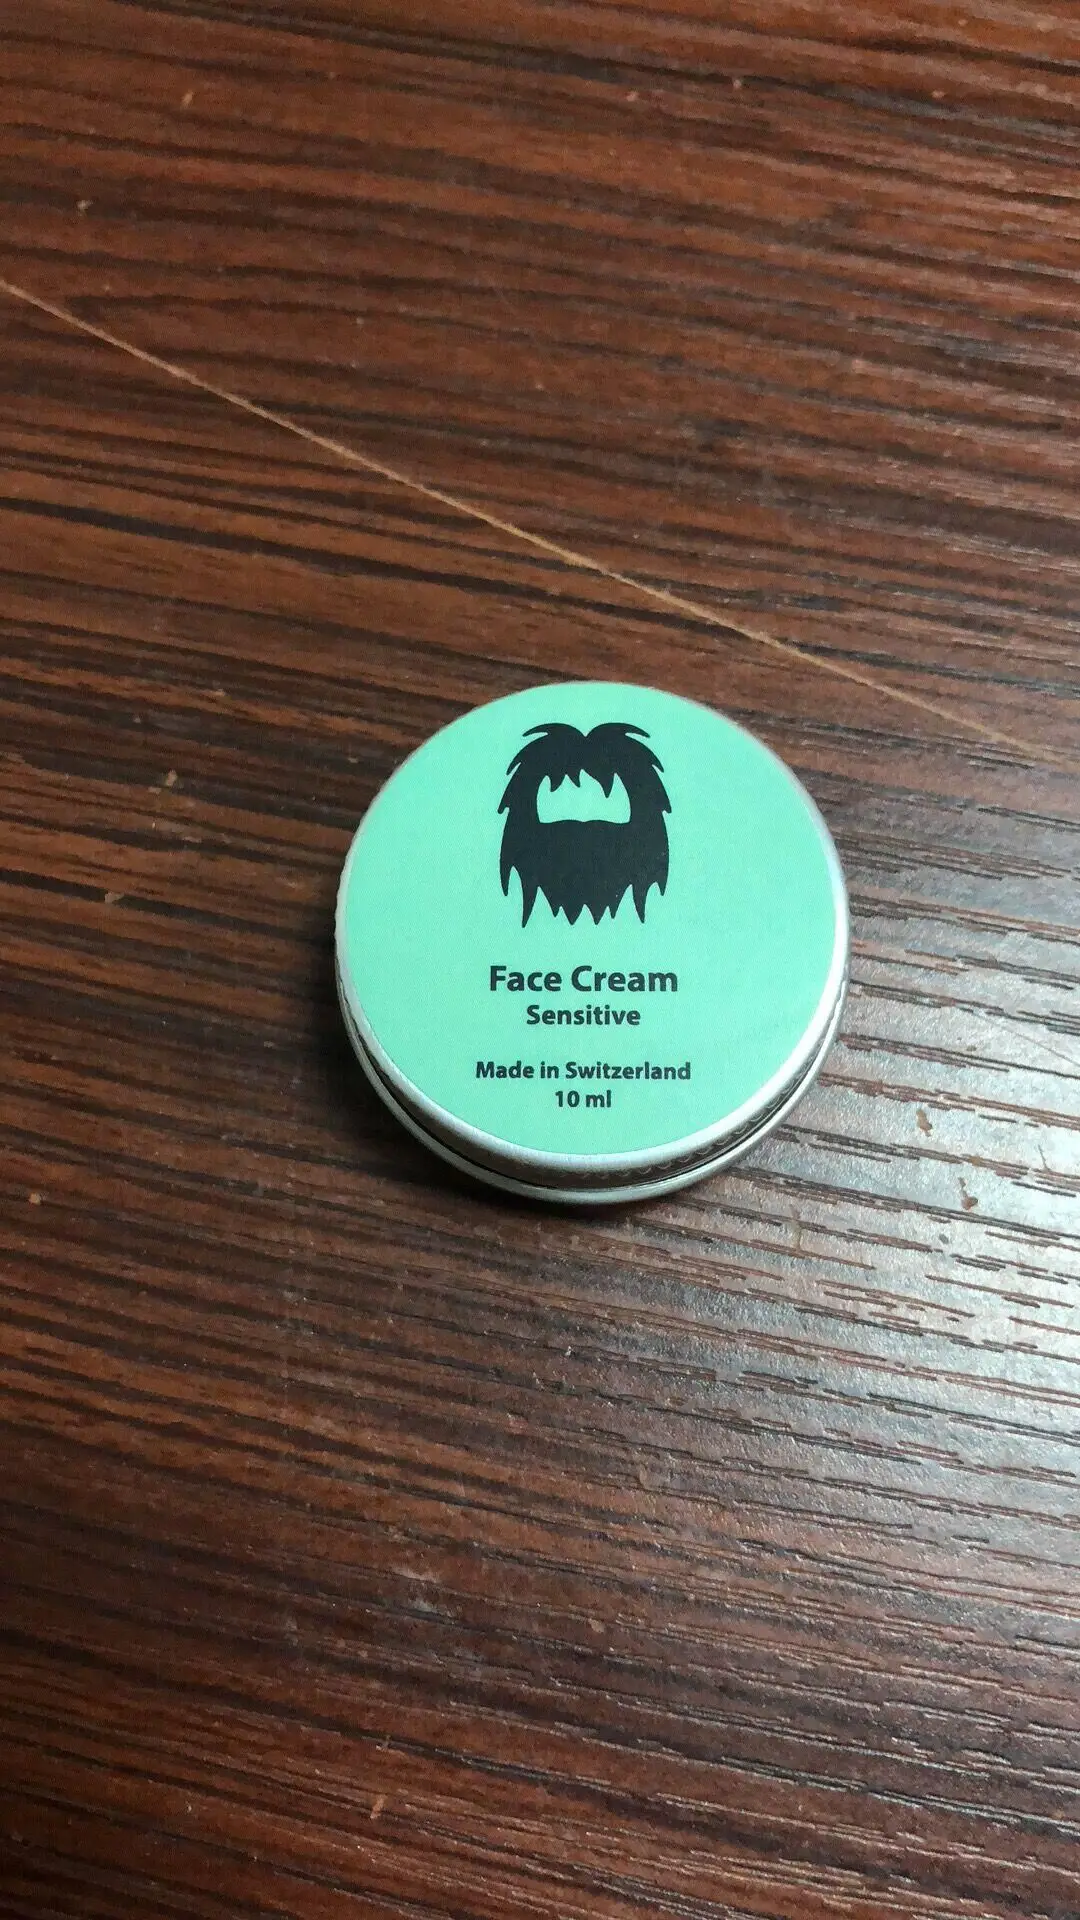 Face Cream
Sensitive
Made in Switzerland
10 ml